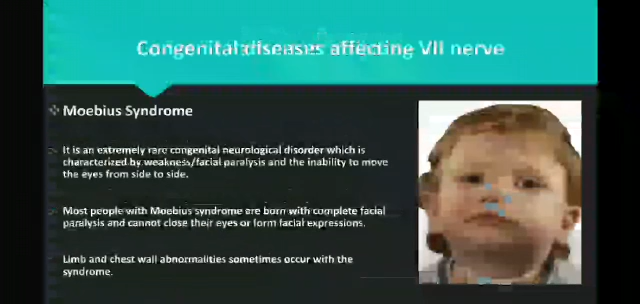 Congenital diseases affecting VII nerve
Moebius Syndrome
It is an extremely rare congenital neurological disorder which is
characterized by weakness/facial paralysis and the inability to move
the eyes from side to side.
Most people with Moebius syndrome are born with complete facial
paralysis and cannot close their eyes or form facial expressions.
Limb and chest wall abnormalities sometimes occur with the
syndrome.